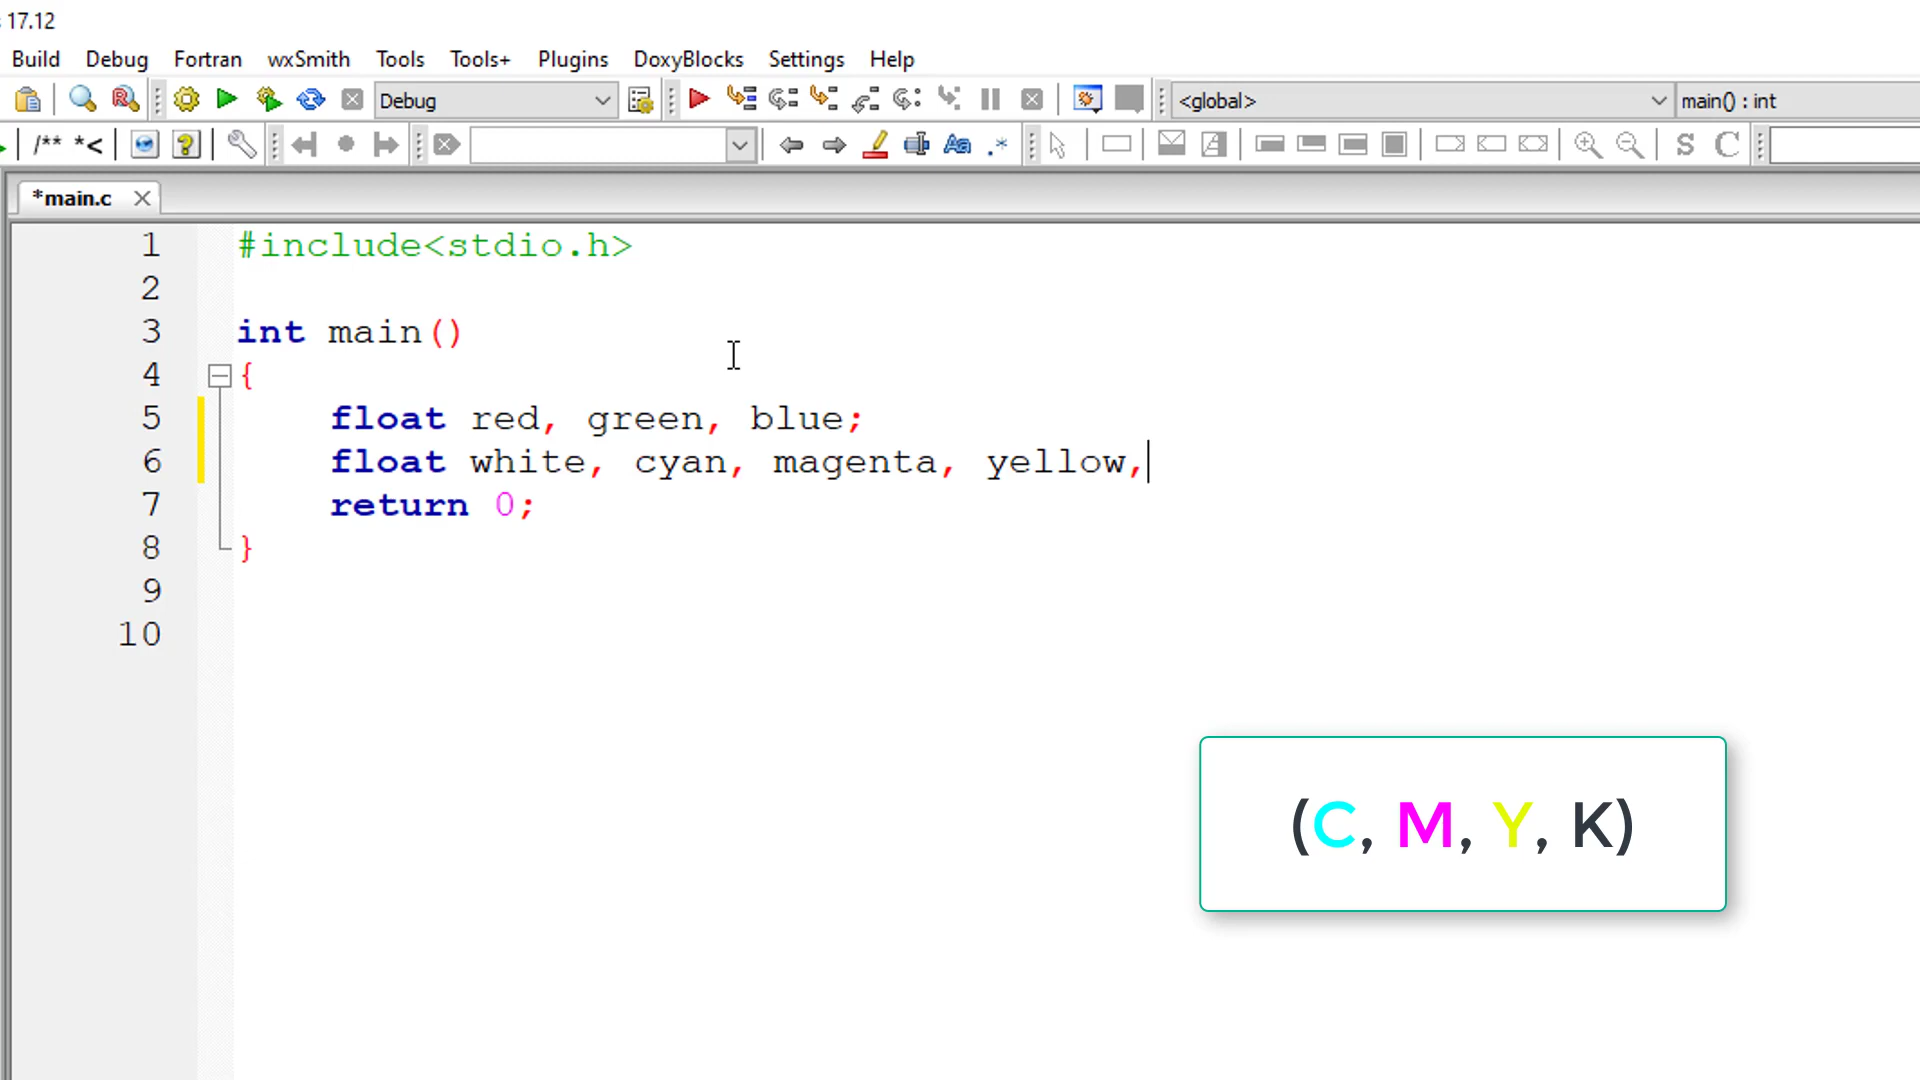 17.12
Build Debug Fortran wxSmith Tools Tools+ Plugins DoxyBlocks Settings Help
Debug <global> main() : int
/** *< Aa .* S C
*main.c
1 #include<stdio.h>
2
3 int main()
4 {
5 float red, green, blue;
6 float white, cyan, magenta, yellow,
7 return 0;
8 }
9
10
(C, M, Y, K)